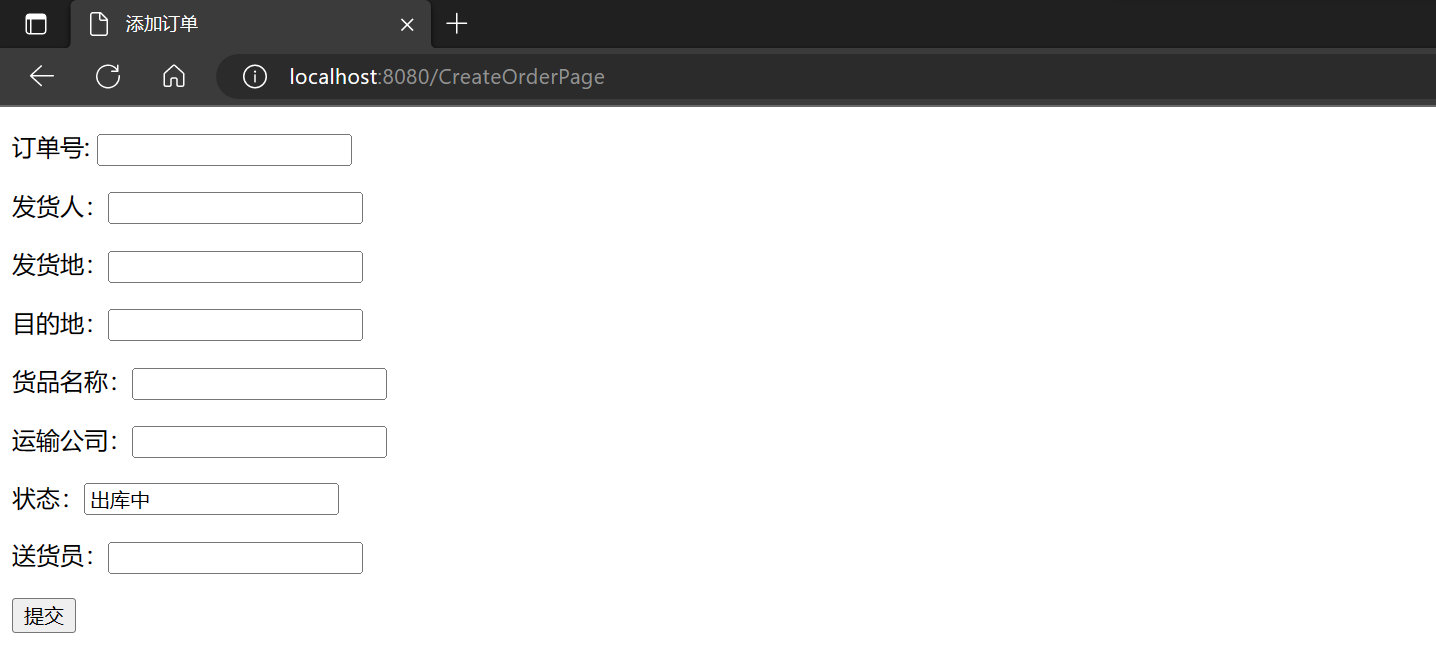 添加订单
localhost:8080/CreateOrderPage
订单号:
发货人：
发货地：
目的地：
货品名称：
运输公司：
状态：出库中
送货员：
提交